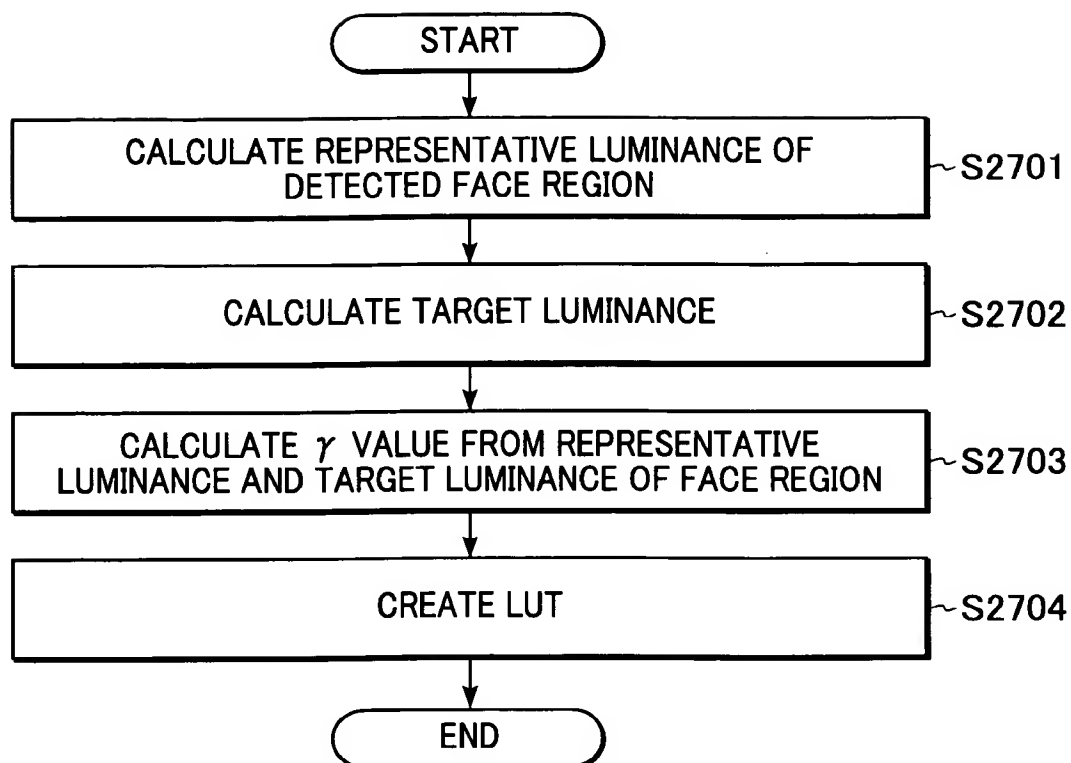 START
CALCULATE REPRESENTATIVE LUMINANCE OF
DETECTED FACE REGION
S2701
CALCULATE TARGET LUMINANCE
S2702
CALCULATE γ VALUE FROM REPRESENTATIVE
LUMINANCE AND TARGET LUMINANCE OF FACE REGION
S2703
CREATE LUT
S2704
END